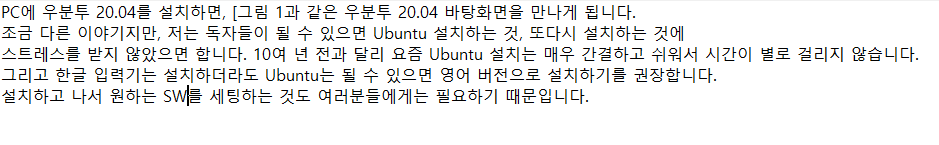 PC에 우분투 20.04를 설치하면, [그림 1과 같은 우분투 20.04 바탕화면을 만나게 됩니다.
조금 다른 이야기지만, 저는 독자들이 될 수 있으면 Ubuntu 설치하는 것, 또다시 설치하는 것에
스트레스를 받지 않았으면 합니다. 10여 년 전과 달리 요즘 Ubuntu 설치는 매우 간결하고 쉬워서 시간이 별로 걸리지 않습니다.
그리고 한글 입력기는 설치하더라도 Ubuntu는 될 수 있으면 영어 버전으로 설치하기를 권장합니다.
설치하고 나서 원하는 SW를 세팅하는 것도 여러분들에게는 필요하기 때문입니다.